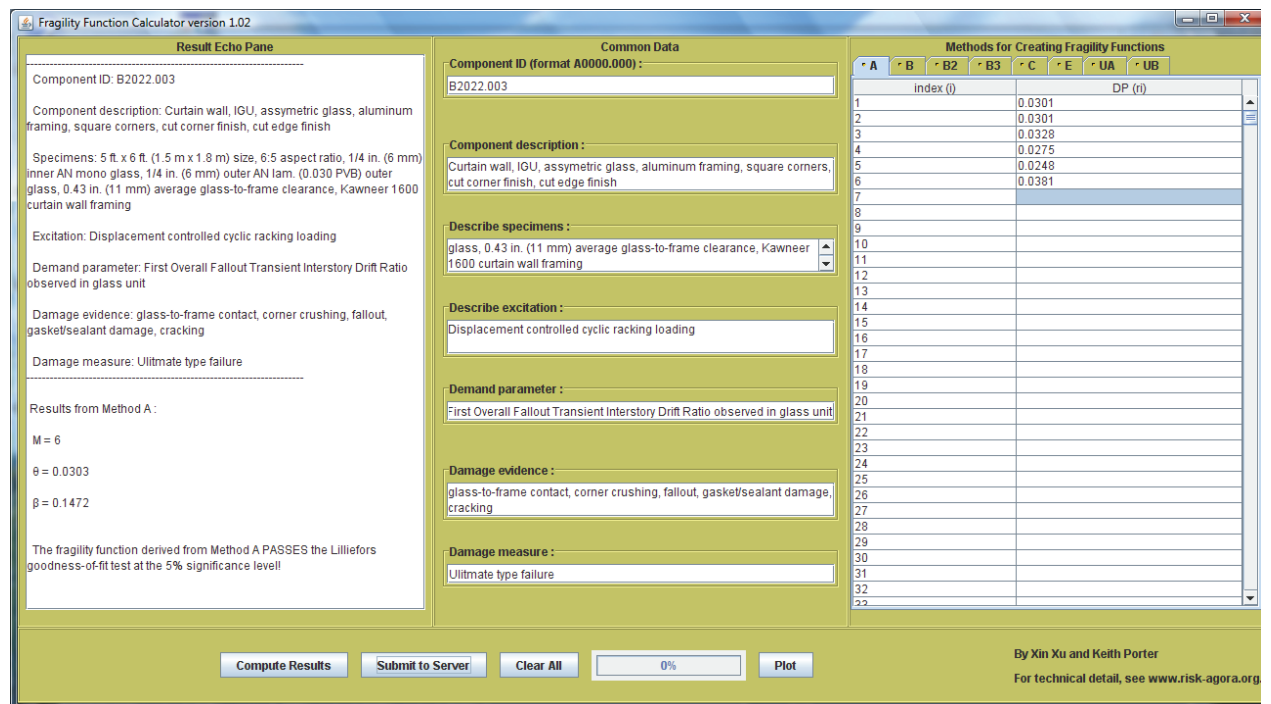 Fragility Function Calculator version 1.02
Result Echo Pane
Component ID: B2022.003
Component description: Curtain wall, IGU, assymetric glass, aluminum
framing, square corners, cut corner finish, cut edge finish
Specimens: 5 ft. x 6 ft. (1.5 m x 1.8 m) size, 6:5 aspect ratio, 1/4 in. (6 mm)
inner AN mono glass, 1/4 in. (6 mm) outer AN lam. (0.030 PVB) outer
glass, 0.43 in. (11 mm) average glass-to-frame clearance, Kawneer 1600
curtain wall framing
Excitation: Displacement controlled cyclic racking loading
Demand parameter: First Overall Fallout Transient Interstory Drift Ratio
observed in glass unit
Damage evidence: glass-to-frame contact, corner crushing, fallout,
gasket/sealant damage, cracking
Damage measure: Ulitmate type failure
Results from Method A :
M = 6
θ = 0.0303
β = 0.1472
The fragility function derived from Method A PASSES the Lilliefors
goodness-of-fit test at the 5% significance level!
Common Data
Component ID (format A0000.000) :
B2022.003
Component description :
Curtain wall, IGU, assymetric glass, aluminum framing, square corners,
cut corner finish, cut edge finish
Describe specimens :
glass, 0.43 in. (11 mm) average glass-to-frame clearance, Kawneer
1600 curtain wall framing
Describe excitation :
Displacement controlled cyclic racking loading
Demand parameter :
First Overall Fallout Transient Interstory Drift Ratio observed in glass unit
Damage evidence :
glass-to-frame contact, corner crushing, fallout, gasket/sealant damage,
cracking
Damage measure :
Ulitmate type failure
Methods for Creating Fragility Functions
A B B2 B3 C E UA UB
index (i) DP (ri)
1 0.0301
2 0.0301
3 0.0328
4 0.0275
5 0.0248
6 0.0381
7
8
9
10
11
12
13
14
15
16
17
18
19
20
21
22
23
24
25
26
27
28
29
30
31
32
33
Compute Results Submit to Server Clear All 0% Plot
By Xin Xu and Keith Porter
For technical detail, see www.risk-agora.org.